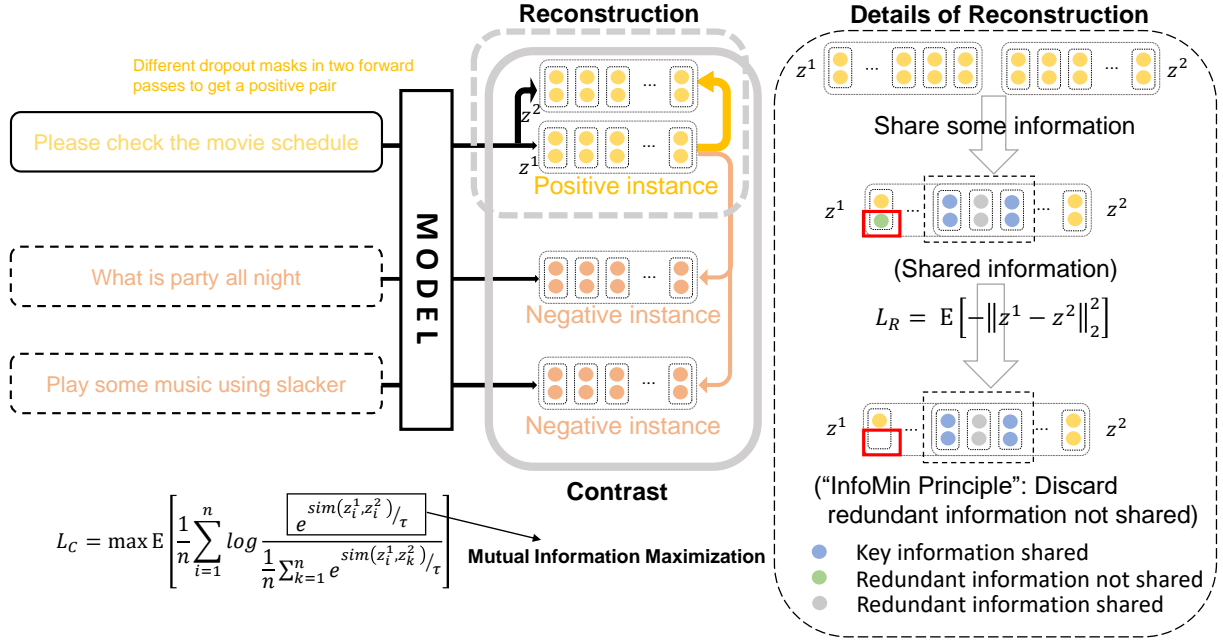 Reconstruction
Different dropout masks in two forward
passes to get a positive pair
Please check the movie schedule
What is party all night
Play some music using slacker
MODEL
z²
...
z¹
...
Positive instance
...
Negative instance
...
Negative instance
Contrast
L_C = max E [ 1/n ∑_{i=1}^{n} log e^{sim(z_i^1, z_i^2)/τ} / ( 1/n ∑_{k=1}^{n} e^{sim(z_i^1, z_k^2)/τ} ) ]
Mutual Information Maximization
Details of Reconstruction
z¹ ... ... z²
Share some information
z¹ ... ... z²
(Shared information)
L_R = E [ −‖z¹ − z²‖₂² ]
z¹ ... ... z²
(“InfoMin Principle”: Discard
redundant information not shared)
Key information shared
Redundant information not shared
Redundant information shared